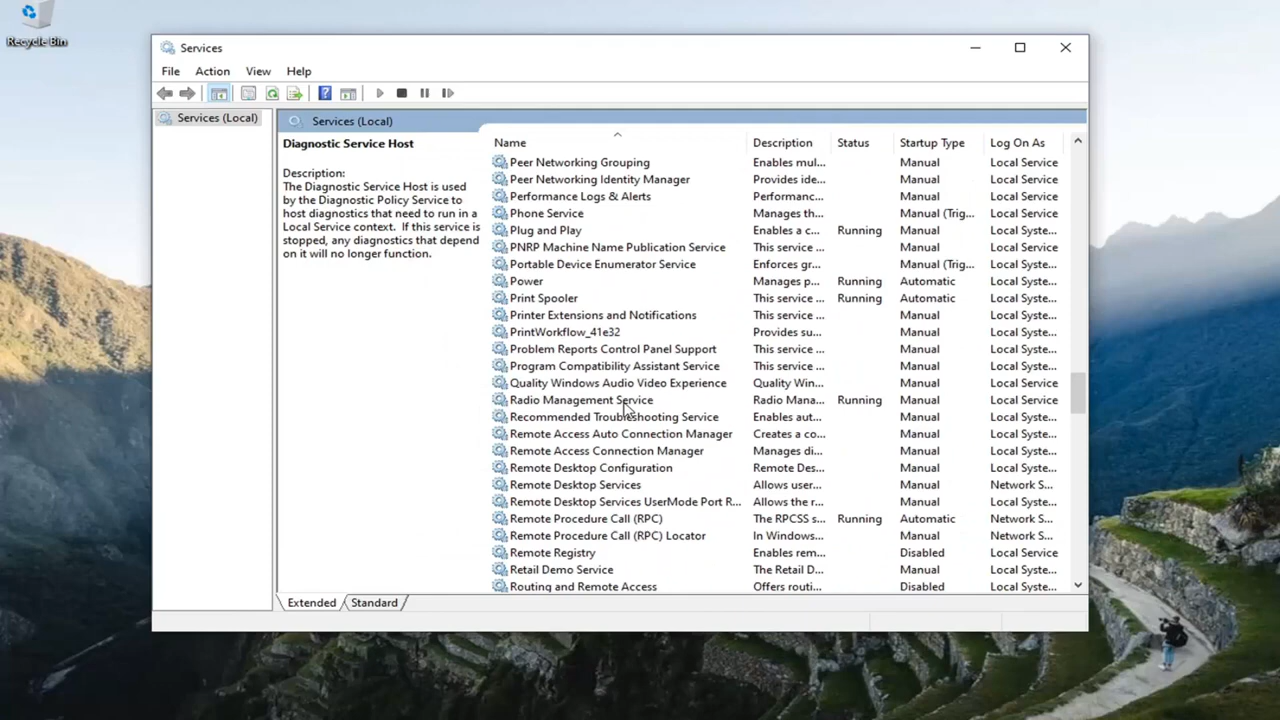 Recycle Bin
Services
File Action View Help
Services (Local)
Services (Local)
Diagnostic Service Host
Description:
The Diagnostic Service Host is used
by the Diagnostic Policy Service to
host diagnostics that need to run in a
Local Service context. If this service is
stopped, any diagnostics that depend
on it will no longer function.
Name Description Status Startup Type Log On As
Peer Networking Grouping Enables mul... Manual Local Service
Peer Networking Identity Manager Provides ide... Manual Local Service
Performance Logs & Alerts Performanc... Manual Local Service
Phone Service Manages th... Manual (Trig... Local Service
Plug and Play Enables a c... Running Manual Local Syste...
PNRP Machine Name Publication Service This service ... Manual Local Service
Portable Device Enumerator Service Enforces gr... Manual (Trig... Local Syste...
Power Manages p... Running Automatic Local Syste...
Print Spooler This service ... Running Automatic Local Syste...
Printer Extensions and Notifications This service ... Manual Local Syste...
PrintWorkflow_41e32 Provides su... Manual Local Syste...
Problem Reports Control Panel Support This service ... Manual Local Syste...
Program Compatibility Assistant Service This service ... Manual Local Syste...
Quality Windows Audio Video Experience Quality Win... Manual Local Service
Radio Management Service Radio Mana... Running Manual Local Service
Recommended Troubleshooting Service Enables aut... Manual Local Syste...
Remote Access Auto Connection Manager Creates a co... Manual Local Syste...
Remote Access Connection Manager Manages di... Manual Local Syste...
Remote Desktop Configuration Remote Des... Manual Local Syste...
Remote Desktop Services Allows user... Manual Network S...
Remote Desktop Services UserMode Port R... Allows the r... Manual Local Syste...
Remote Procedure Call (RPC) The RPCSS s... Running Automatic Network S...
Remote Procedure Call (RPC) Locator In Windows... Manual Network S...
Remote Registry Enables rem... Disabled Local Service
Retail Demo Service The Retail D... Manual Local Syste...
Routing and Remote Access Offers routi... Disabled Local Syste...
Extended Standard